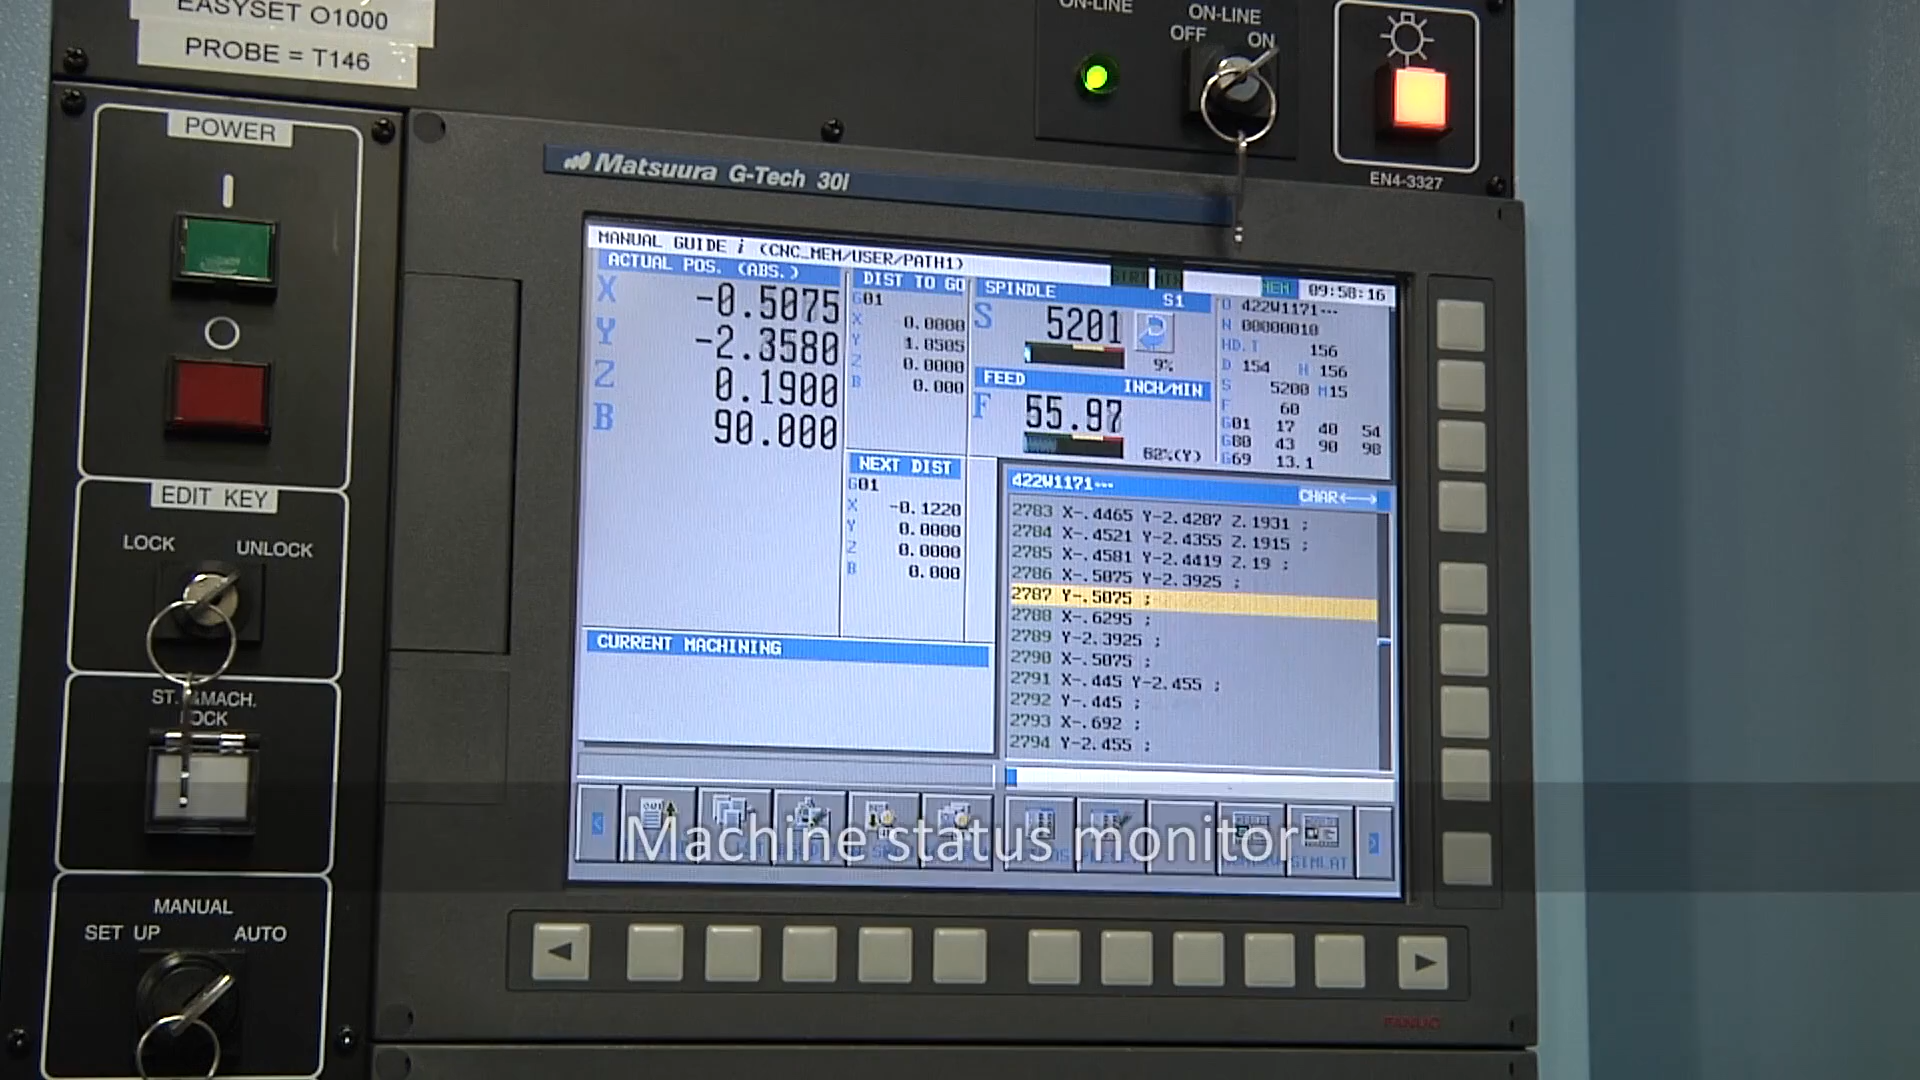 EASYSET O1000
PROBE = T146
ON-LINE
ON-LINE
OFF ON
EN4-3327
POWER
Matsuura G-Tech 30i
MANUAL GUIDE i (CNC_MEM/USER/PATH1)
MEM 09:58:16
ACTUAL POS. (ABS.)
X -0.5075
Y -2.3580
Z 0.1900
B 90.000
DIST TO GO
G01
X 0.0000
Y 1.8505
Z 0.0000
B 0.000
NEXT DIST
G01
X -0.1220
Y 0.0000
Z 0.0000
B 0.000
SPINDLE S1
S 5201
9%
FEED INCH/MIN
F 55.97
62%(Y)
O 422W1171---
N 00000010
HD.T 156
D 154 H 156
S 5200 M15
F 60
G01 17 40 54
G80 43 90 98
G69 13.1
422W1171---
CHAR←→
2783 X-.4465 Y-2.4287 Z.1931 ;
2784 X-.4521 Y-2.4355 Z.1915 ;
2785 X-.4581 Y-2.4419 Z.19 ;
2786 X-.5075 Y-2.3925 ;
2787 Y-.5075 ;
2788 X-.6295 ;
2789 Y-2.3925 ;
2790 X-.5075 ;
2791 X-.445 Y-2.455 ;
2792 Y-.445 ;
2793 X-.692 ;
2794 Y-2.455 ;
CURRENT MACHINING
SIMLAT
EDIT KEY
LOCK UNLOCK
ST. &MACH.
LOCK
MANUAL
SET UP AUTO
Machine status monitor
FANUC